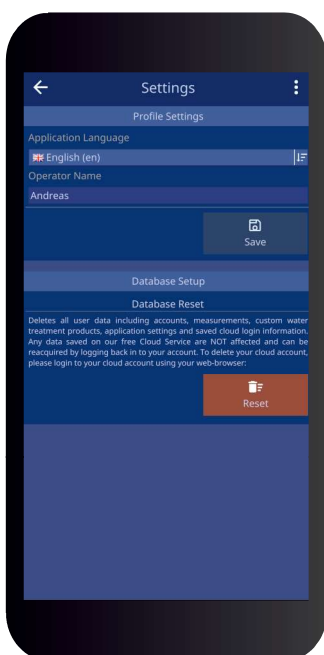 Settings
Profile Settings
Application Language
English (en)
Operator Name
Andreas
Save
Database Setup
Database Reset
Deletes all user data including accounts, measurements, custom water
treatment products, application settings and saved cloud login information.
Any data saved on our free Cloud Service are NOT affected and can be
reacquired by logging back in to your account. To delete your cloud account,
please login to your cloud account using your web-browser:
Reset